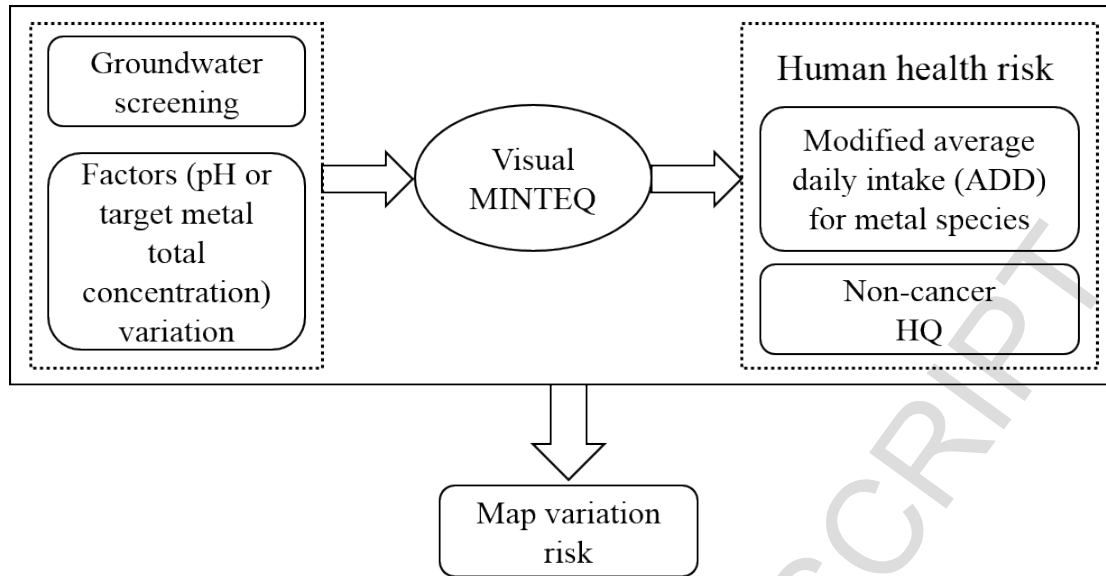 Groundwater
screening
Factors (pH or
target metal
total
concentration)
variation
Visual
MINTEQ
Human health risk
Modified average
daily intake (ADD)
for metal species
Non-cancer
HQ
Map variation
risk
SCRIPT